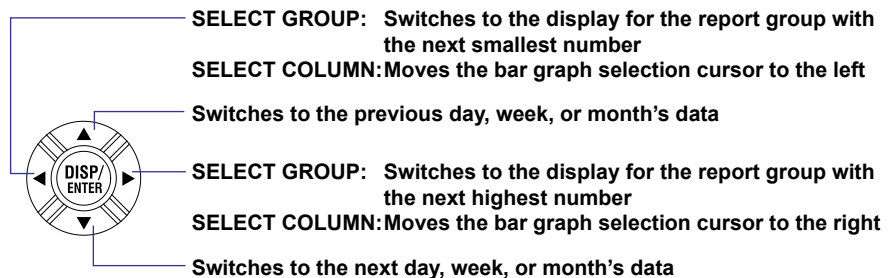 SELECT GROUP: Switches to the display for the report group with
the next smallest number
SELECT COLUMN:Moves the bar graph selection cursor to the left
Switches to the previous day, week, or month's data
DISP/
ENTER
SELECT GROUP: Switches to the display for the report group with
the next highest number
SELECT COLUMN:Moves the bar graph selection cursor to the right
Switches to the next day, week, or month's data